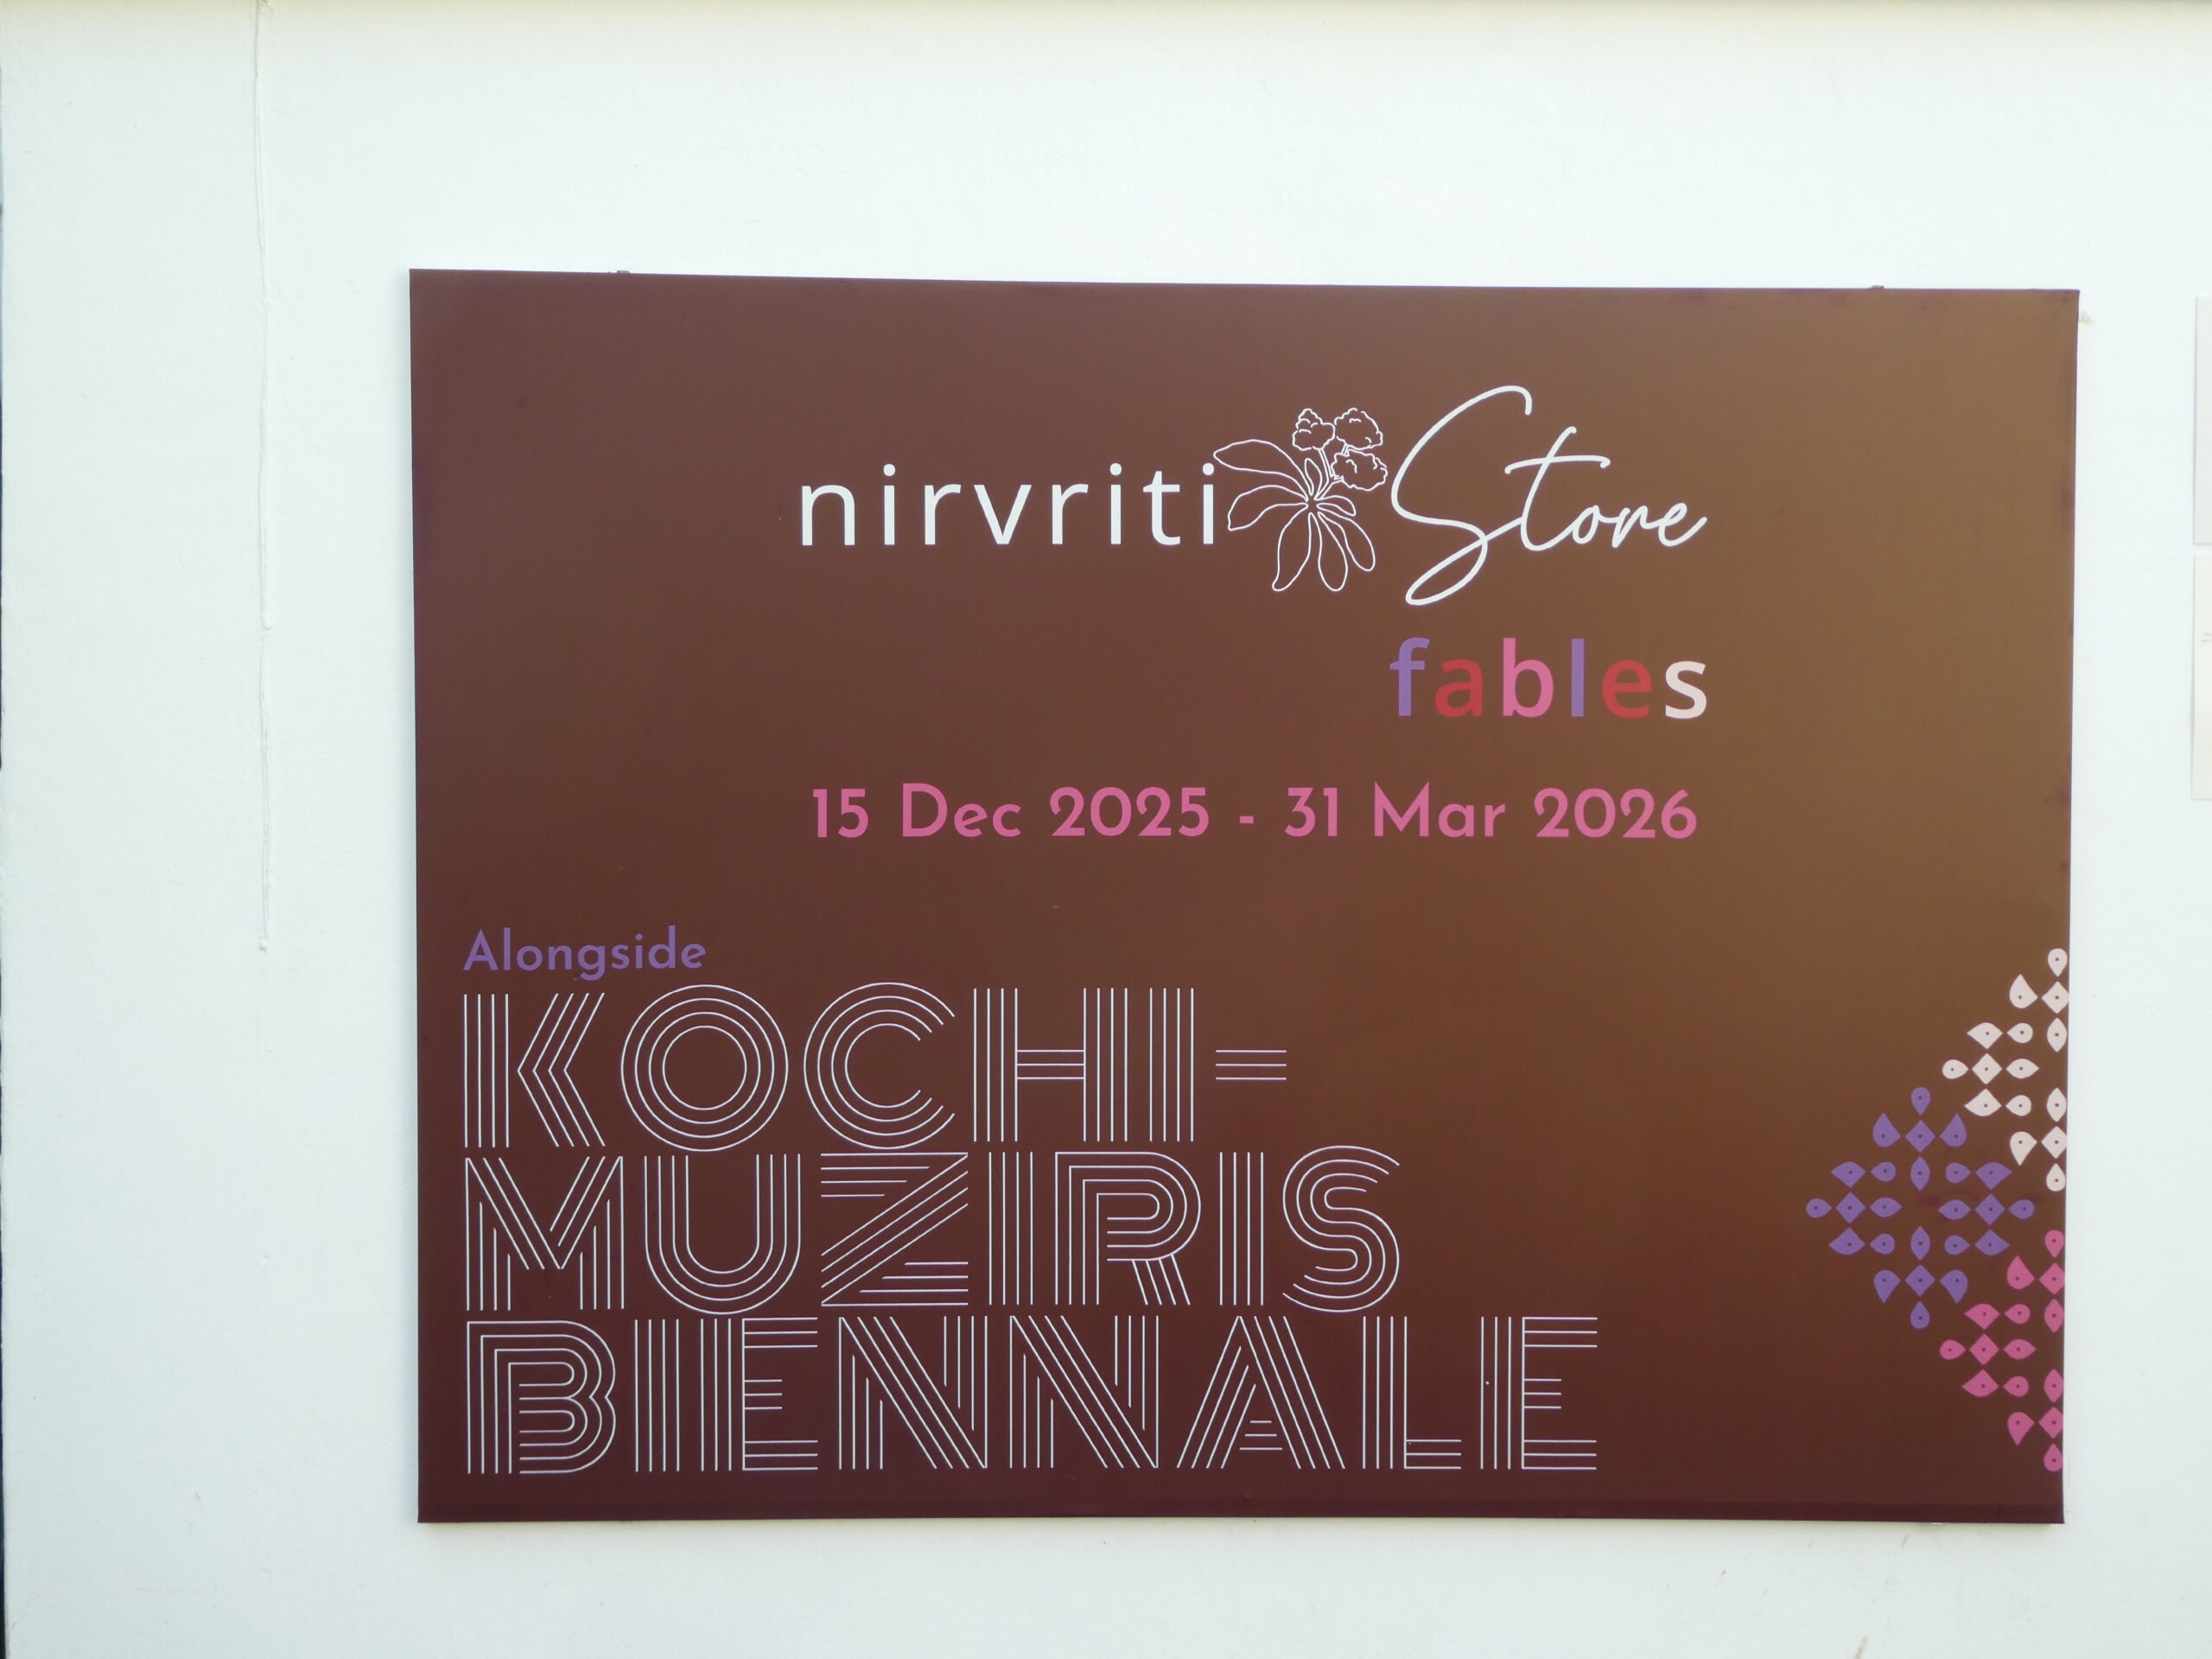 nirvriti Store
fables
15 Dec 2025 - 31 Mar 2026
Alongside
KOCHI-
MUZIRIS
BIENNALE